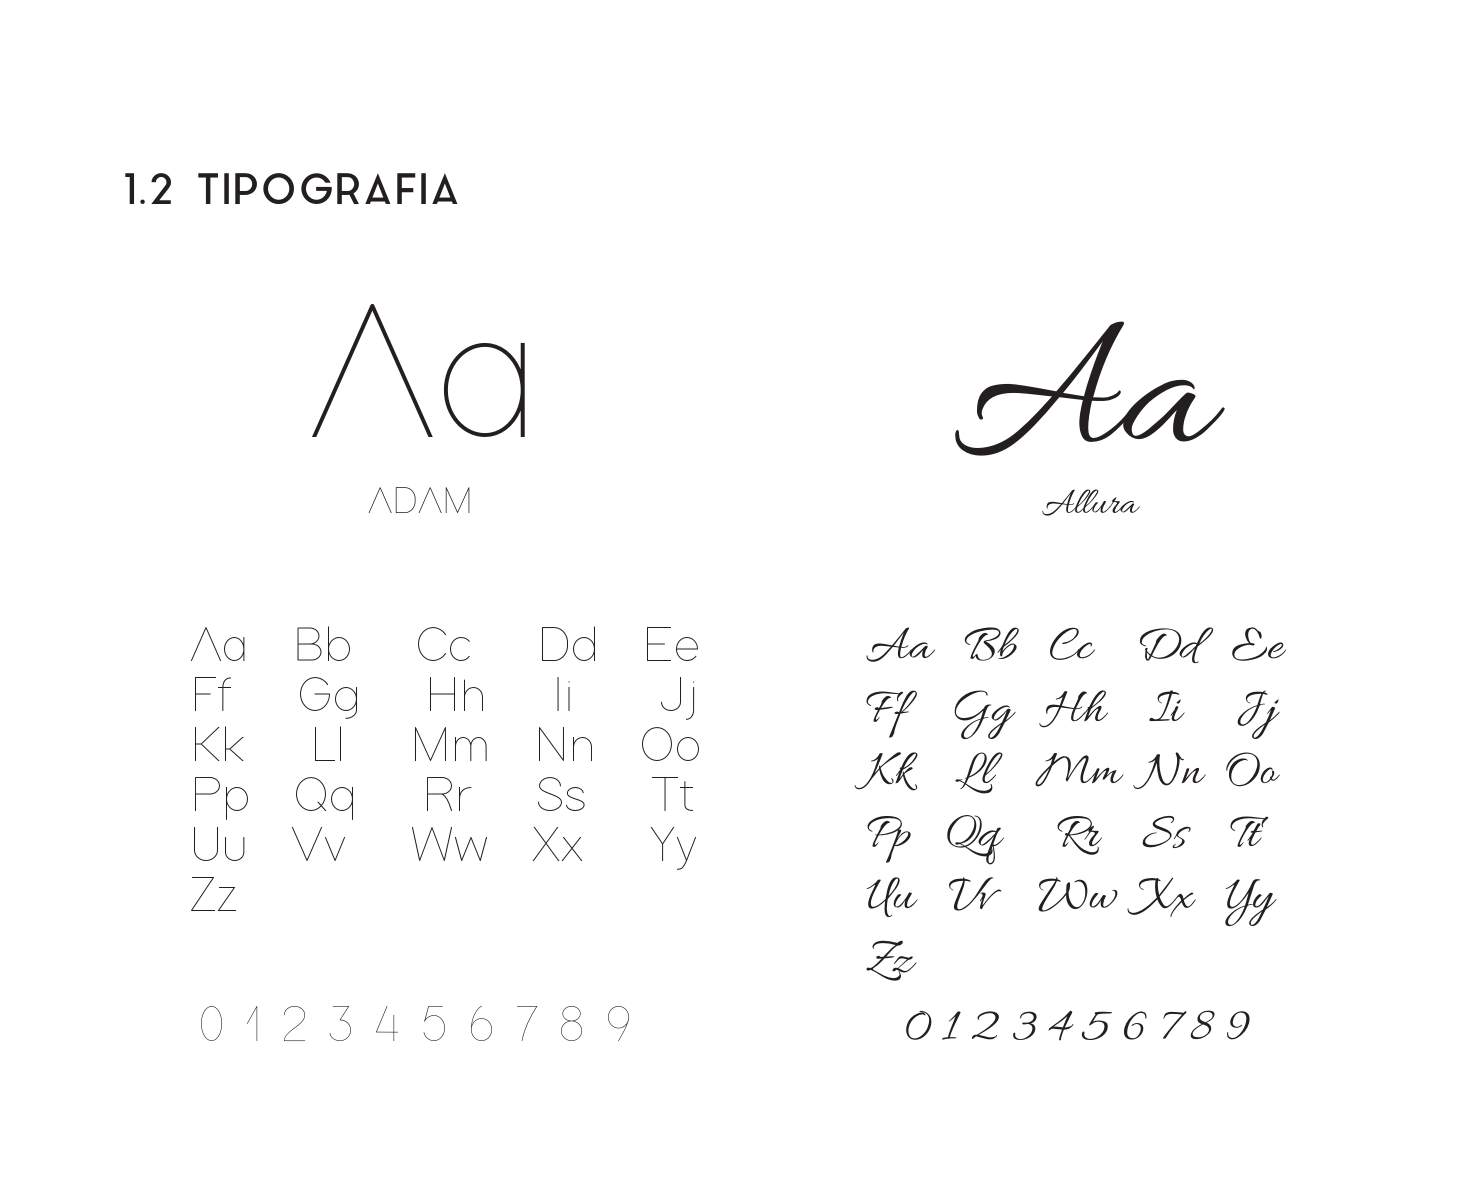 1.2 TIPOGRAFIA
Aa
ADAM
Aa Bb Cc Dd Ee
Ff Gg Hh Ii Jj
Kk Ll Mm Nn Oo
Pp Qq Rr Ss Tt
Uu Vv Ww Xx Yy
Zz
0 1 2 3 4 5 6 7 8 9
Aa
Allura
Aa Bb Cc Dd Ee
Ff Gg Hh Ii Jj
Kk Ll Mm Nn Oo
Pp Qq Rr Ss Tt
Uu Vv Ww Xx Yy
Zz
0 1 2 3 4 5 6 7 8 9